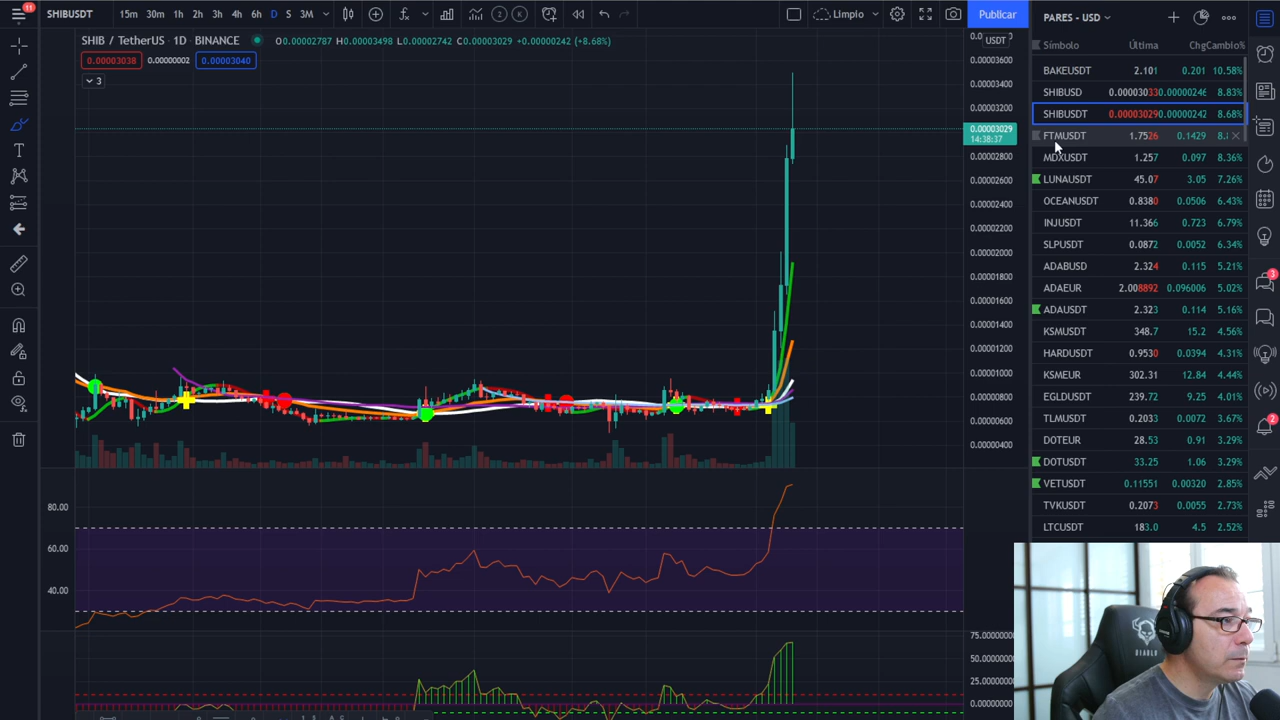 11
SHIBUSDT 15m 30m 1h 2h 3h 4h 6h D S 3M LImpio Publicar
SHIB / TetherUS · 1D · BINANCE O0.00002787 H0.00003498 L0.00002742 C0.00003029 +0.00000242 (+8.68%)
0.00003038 0.00000002 0.00003040
3
USDT
0.00003600
0.00003400
0.00003200
0.00003029
14:38:37
0.00002800
0.00002600
0.00002400
0.00002200
0.00002000
0.00001800
0.00001600
0.00001400
0.00001200
0.00001000
0.00000800
0.00000600
0.00000400
80.00
60.00
40.00
75.00000000
50.00000000
25.00000000
0.00000000
PARES - USD
Símbolo Última Chg Cambio%
BAKEUSDT 2.101 0.201 10.58%
SHIBUSD 0.00003033 0.0000024€ 8.83%
SHIBUSDT 0.00003029 0.00000242 8.68%
FTMUSDT 1.7526 0.1429
MDXUSDT 1.257 0.097 8.36%
LUNAUSDT 45.07 3.05 7.26%
OCEANUSDT 0.8380 0.0506 6.43%
INJUSDT 11.366 0.723 6.79%
SLPUSDT 0.0872 0.0052 6.34%
ADABUSD 2.324 0.115 5.21%
ADAEUR 2.008892 0.096006 5.02%
ADAUSDT 2.323 0.114 5.16%
KSMUSDT 348.7 15.2 4.56%
HARDUSDT 0.9530 0.0394 4.31%
KSMEUR 302.31 12.84 4.44%
EGLDUSDT 239.72 9.25 4.01%
TLMUSDT 0.2033 0.0072 3.67%
DOTEUR 28.53 0.91 3.29%
DOTUSDT 33.25 1.06 3.29%
VETUSDT 0.11551 0.00320 2.85%
TVKUSDT 0.2073 0.0055 2.73%
LTCUSDT 183.0 4.5 2.52%
3
2
DIABLO